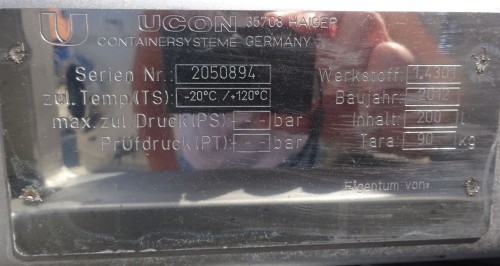 U UCON 35708 HAIGER
CONTAINERSYSTEME GERMANY
Serien Nr.: 2050894 Werkstoff: 1.4301
zul. Temp.(TS): -20°C / +120°C Baujahr: 2012
max. zul. Druck(PS): - - bar Inhalt: 200 l
Prüfdruck(PT): - - bar Tara: 90 kg
Eigentum von: